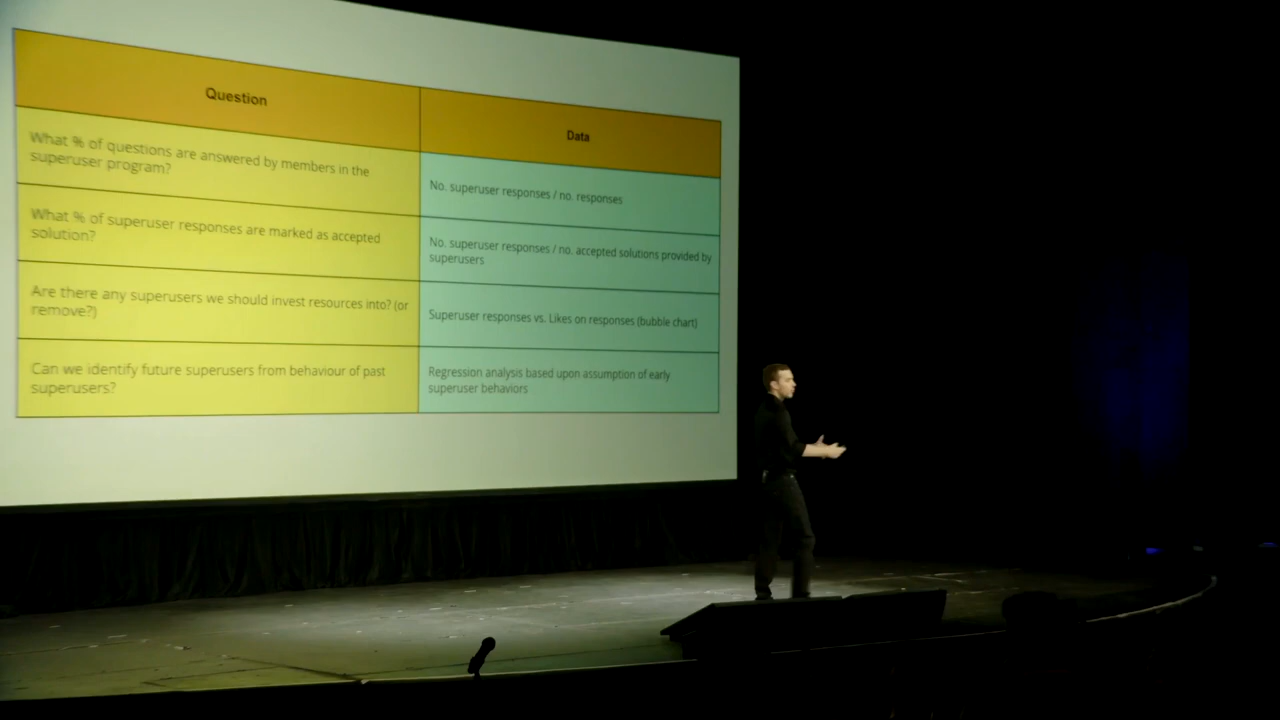 Question
Data
What % of questions are answered by members in the
superuser program?
No. superuser responses / no. responses
What % of superuser responses are marked as accepted
solution?
No. superuser responses / no. accepted solutions provided by
superusers
Are there any superusers we should invest resources into? (or
remove?)
Superuser responses vs. Likes on responses (bubble chart)
Can we identify future superusers from behaviour of past
superusers?
Regression analysis based upon assumption of early
superuser behaviors